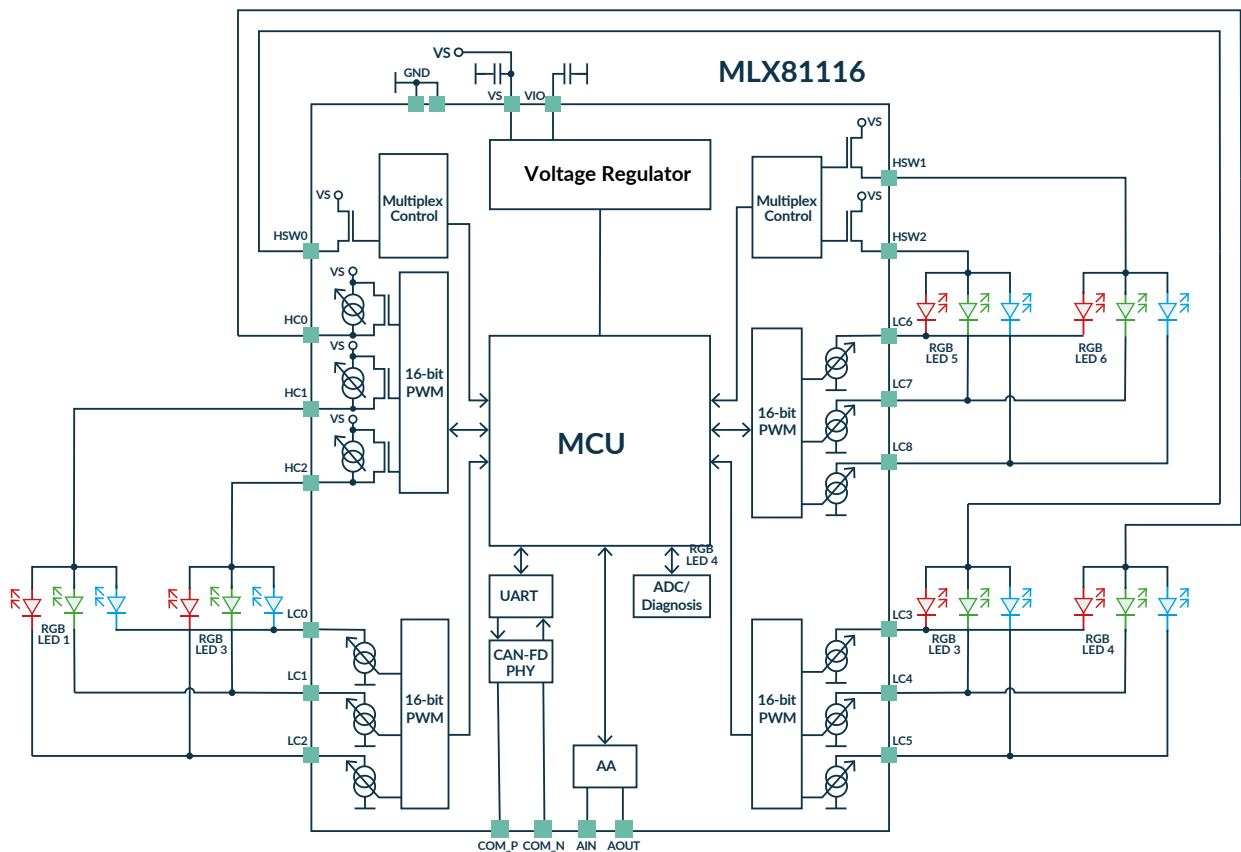 MLX81116
VS
GND
VS
VIO
VS
HSW1
Voltage Regulator
Multiplex
Control
Multiplex
Control
VS
VS
HSW0
HSW2
VS
HC0
LC6
RGB
LED 5
RGB
LED 6
VS
16-bit
PWM
HC1
LC7
VS
16-bit
PWM
MCU
HC2
LC8
RGB
LED 4
UART
ADC/
Diagnosis
LC0
RGB
LED 1
RGB
LED 3
LC3
RGB
LED 3
RGB
LED 4
CAN-FD
PHY
LC1
LC4
16-bit
PWM
16-bit
PWM
LC2
LC5
AA
COM_P
COM_N
AIN
AOUT